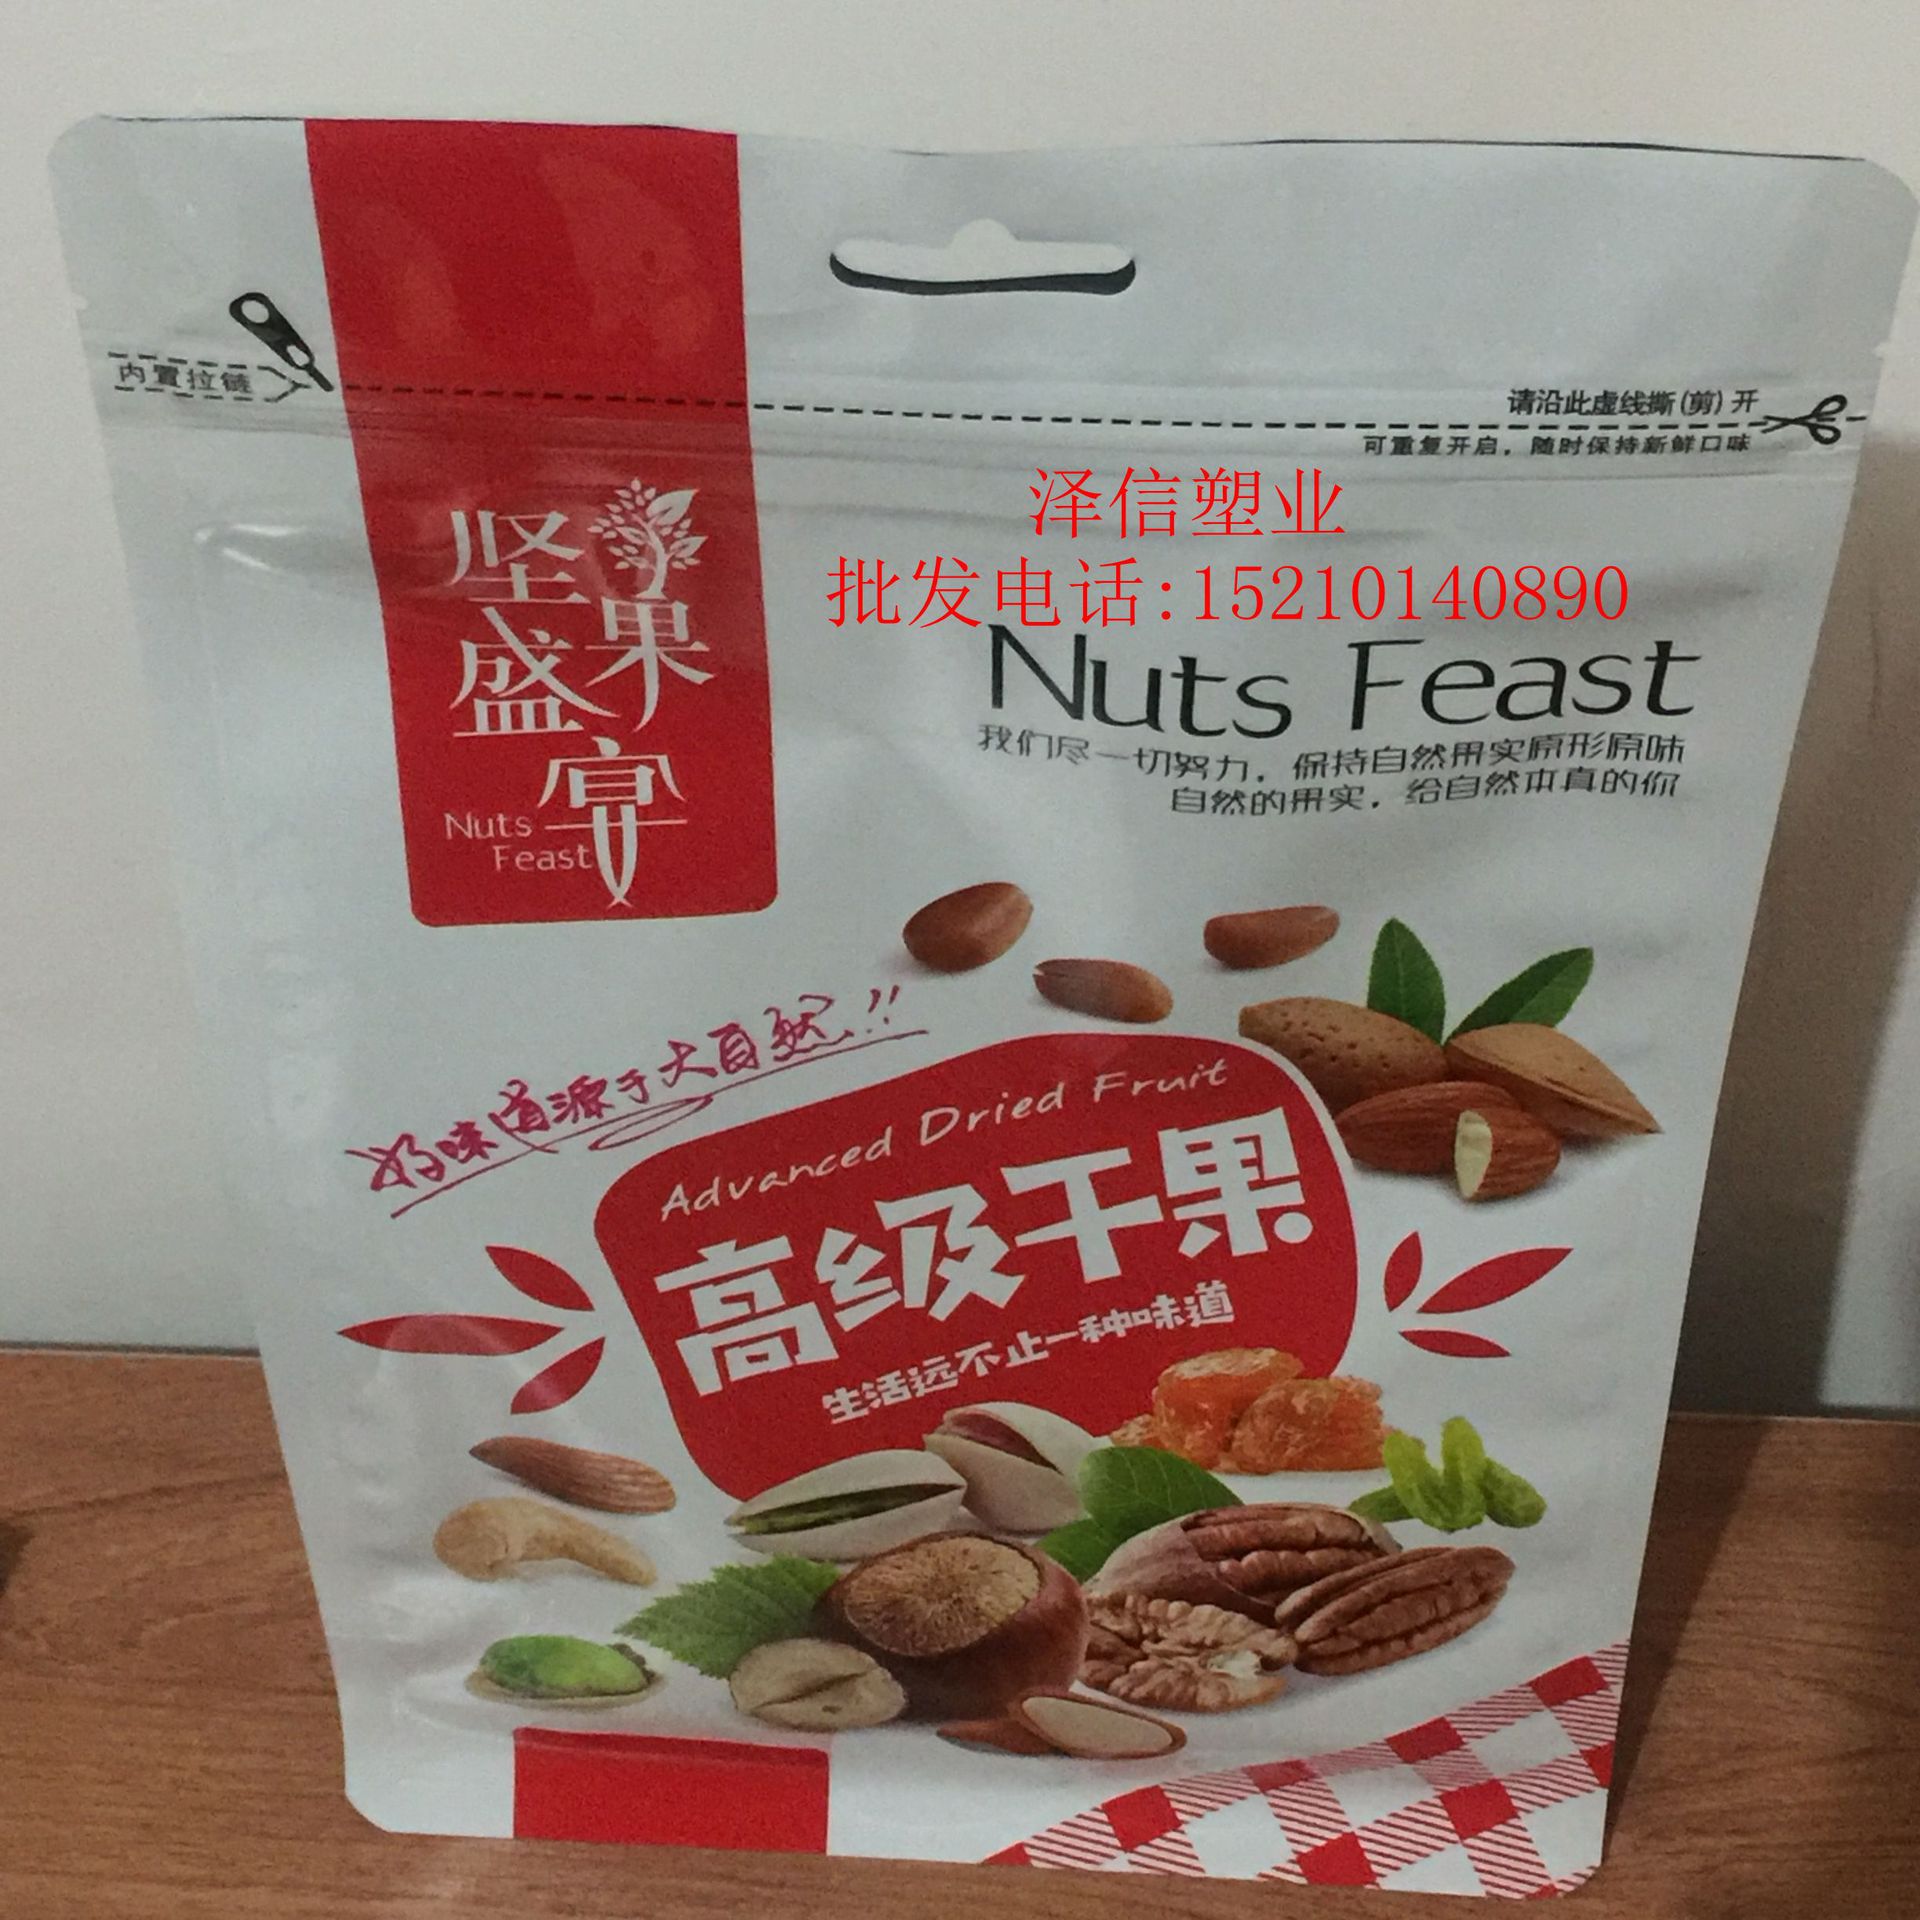 内置拉链
请沿此虚线撕(剪)开
可重复开启，随时保持新鲜口味
泽信塑业
批发电话:15210140890
坚果
盛宴
Nuts
Feast
Nuts Feast
我们尽一切努力，保持自然果实原形原味
自然的果实，给自然本真的你
好味道源于大自然!!
Advanced Dried Fruit
高级干果
生活远不止一种味道